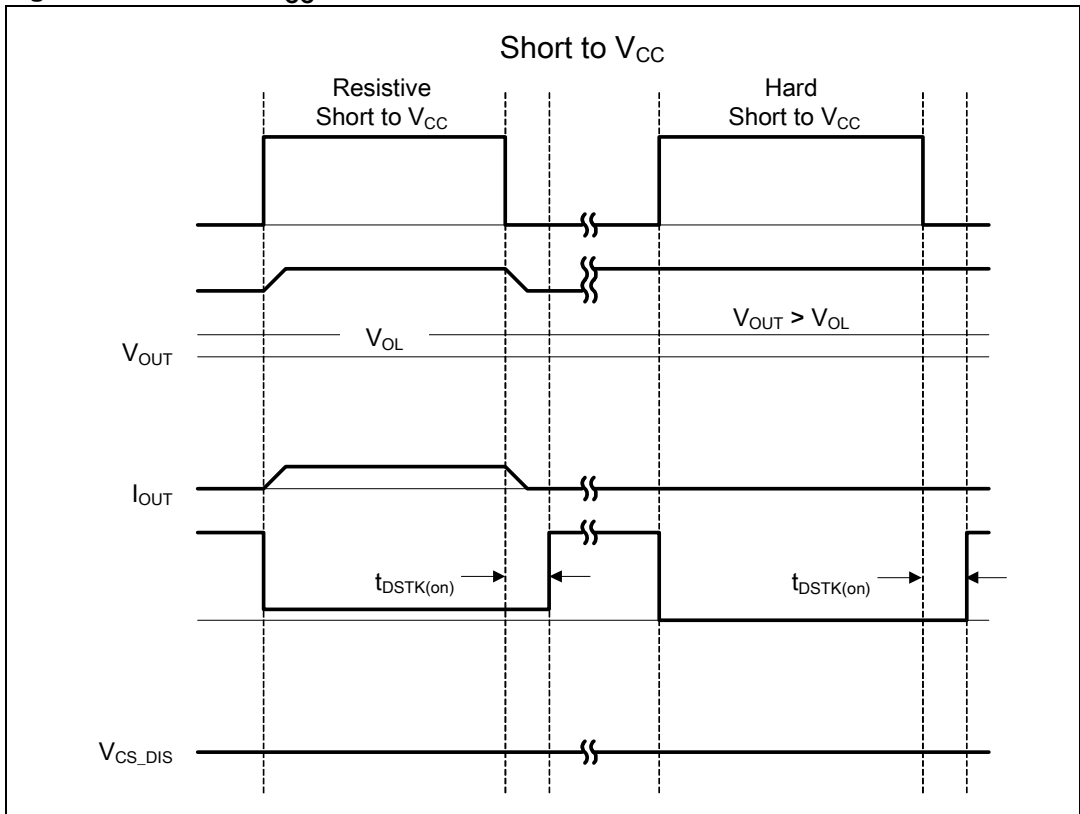 Short to VCC
Resistive
Short to VCC
Hard
Short to VCC
VOUT > VOL
VOL
VOUT
IOUT
tDSTK(on)
tDSTK(on)
VCS_DIS